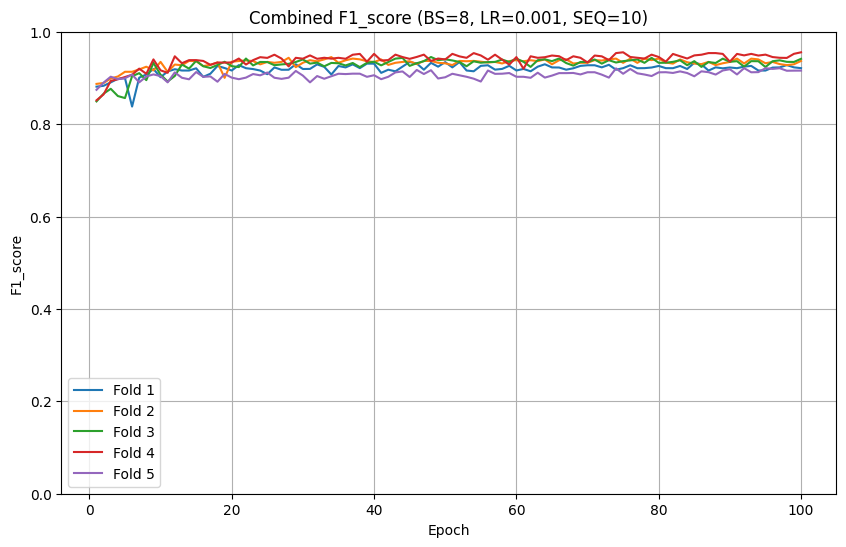 Combined F1_score (BS=8, LR=0.001, SEQ=10)
F1_score
1.0
0.8
0.6
0.4
0.2
0.0
Fold 1
Fold 2
Fold 3
Fold 4
Fold 5
0 20 40 60 80 100
Epoch